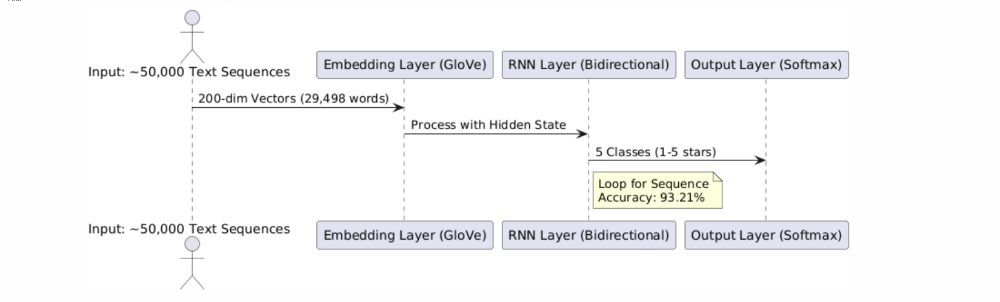 Input: ~50,000 Text Sequences
Embedding Layer (GloVe)
RNN Layer (Bidirectional)
Output Layer (Softmax)
200-dim Vectors (29,498 words)
Process with Hidden State
5 Classes (1-5 stars)
Loop for Sequence
Accuracy: 93.21%
Input: ~50,000 Text Sequences
Embedding Layer (GloVe)
RNN Layer (Bidirectional)
Output Layer (Softmax)